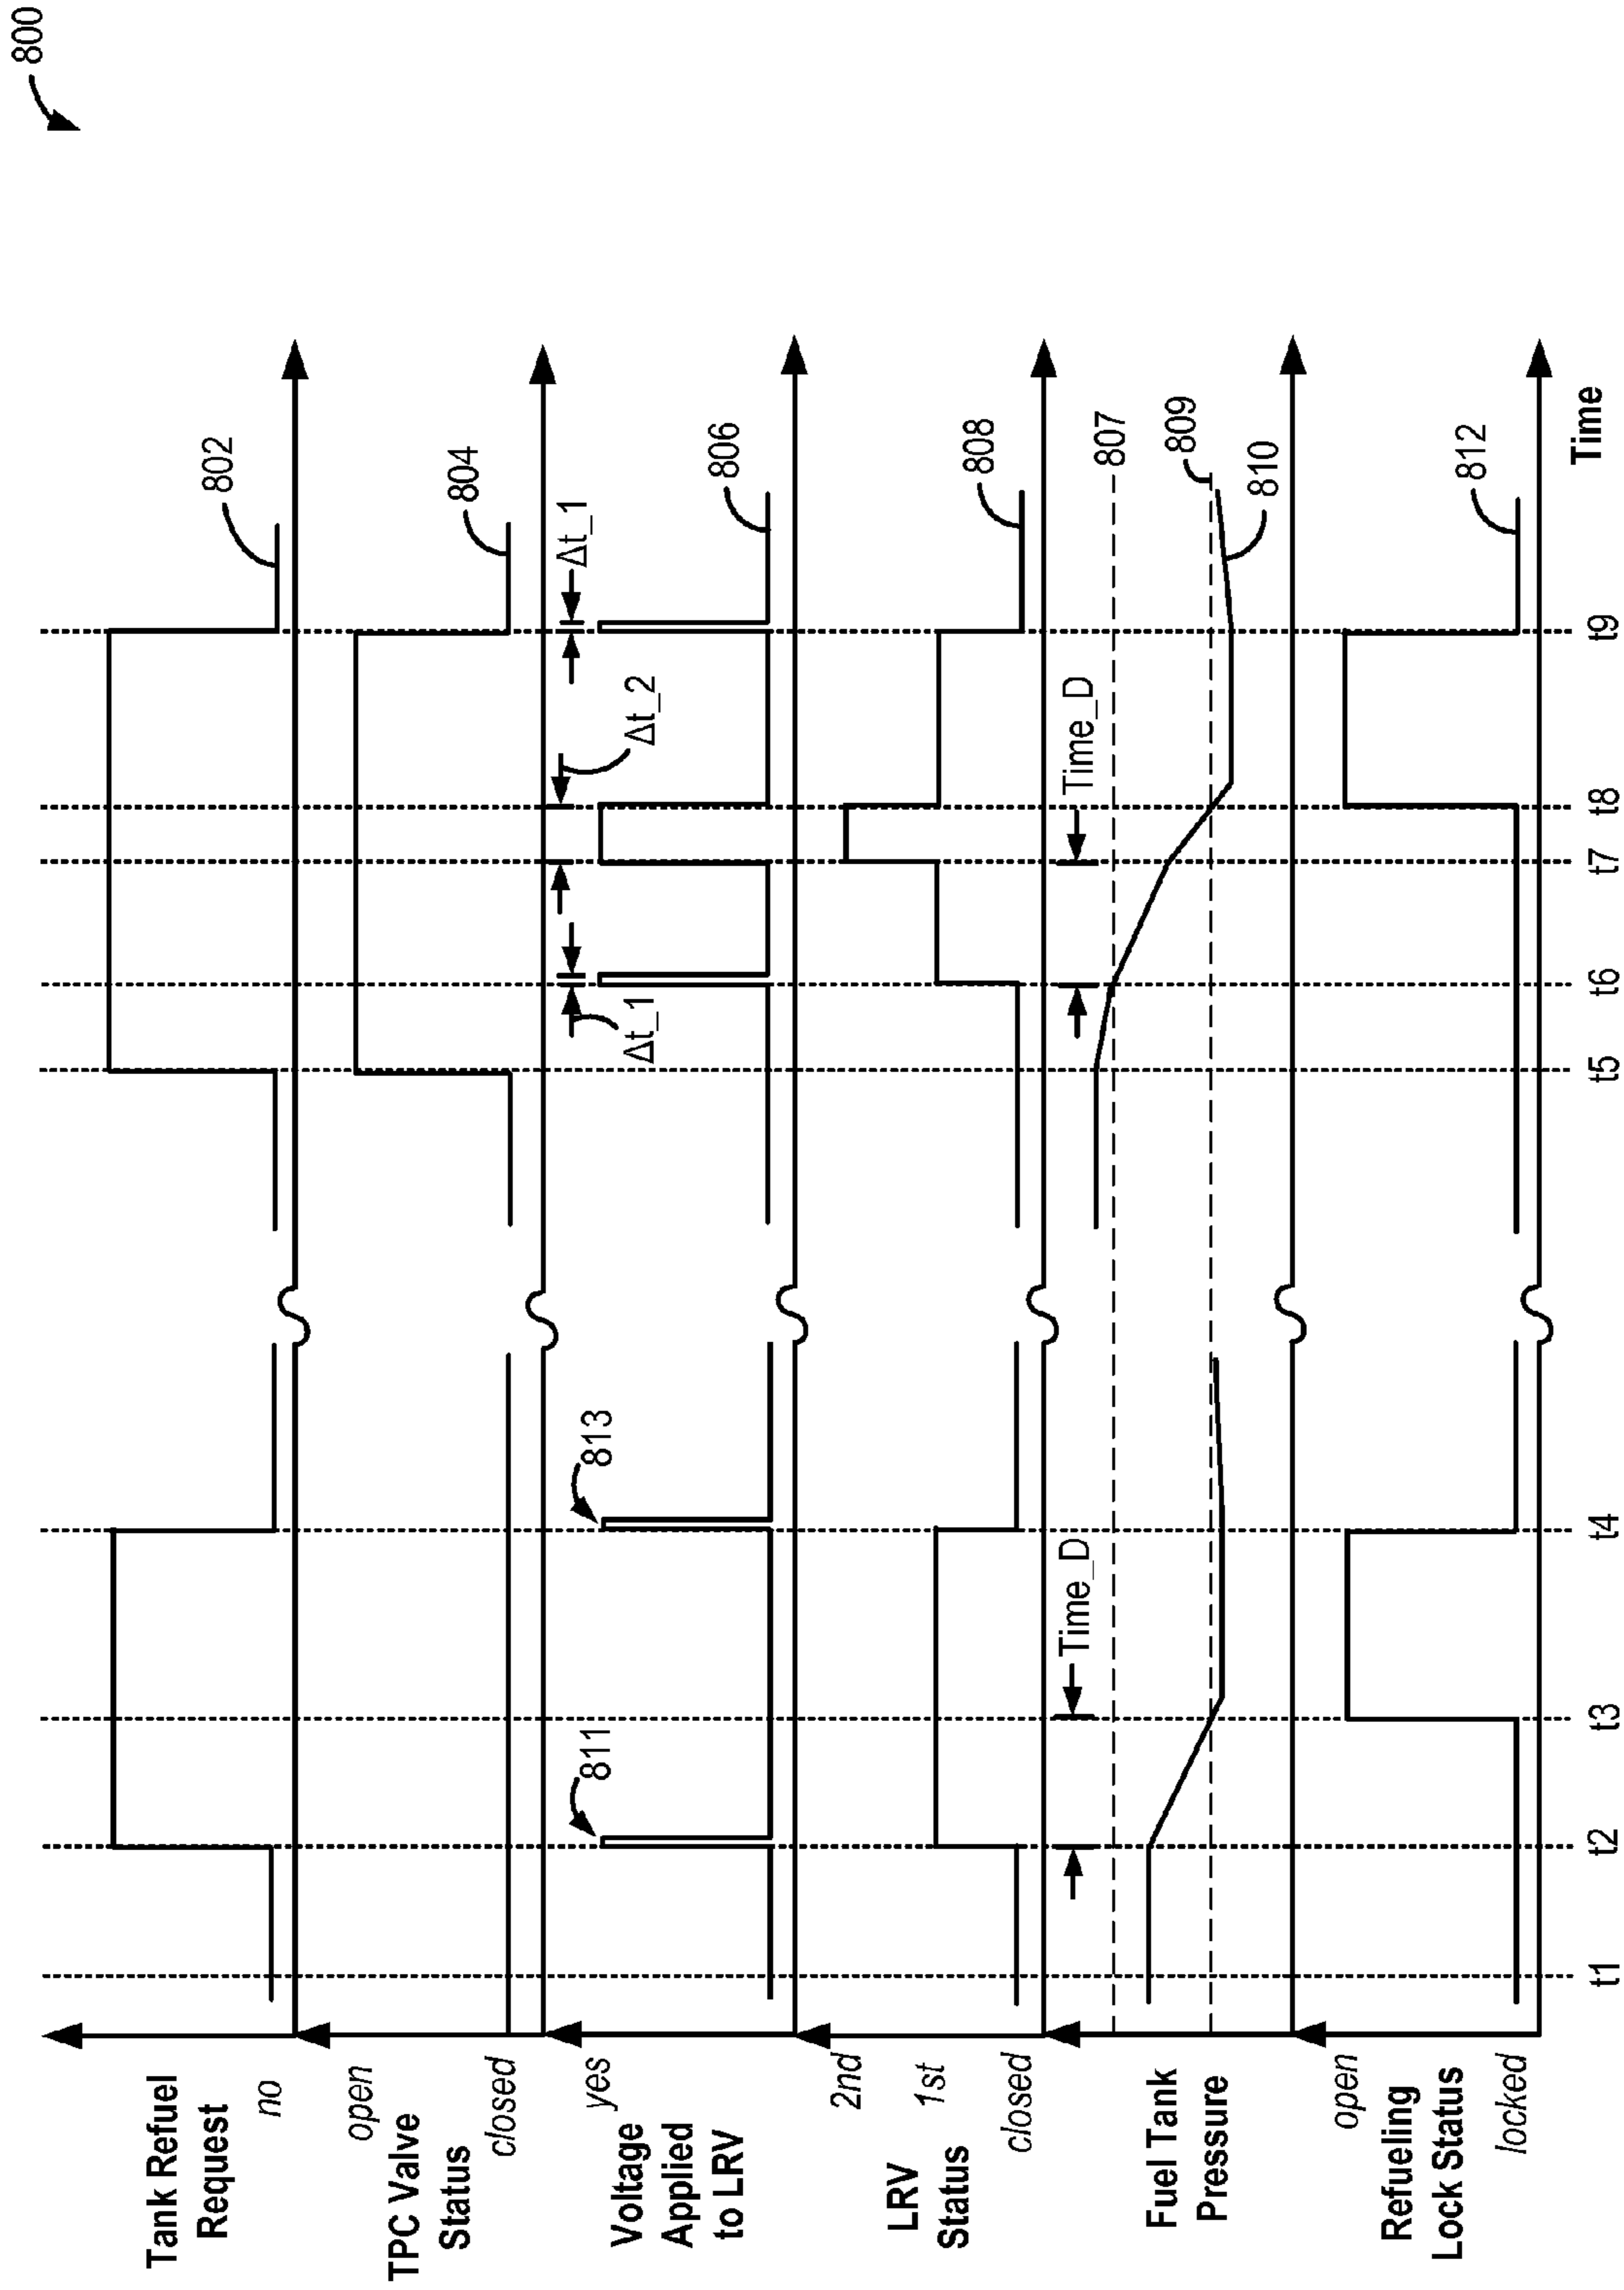 800
Tank Refuel
Request
no
802
TPC Valve
Status
open
closed
804
Voltage
Applied
to LRV
yes
811
813
Δt_1
Δt_2
Δt_1
806
LRV
Status
2nd
1st
closed
808
Fuel Tank
Pressure
Time_D
Time_D
807
809
810
Refueling
Lock Status
open
locked
812
t1
t2
t3
t4
t5
t6
t7
t8
t9
Time